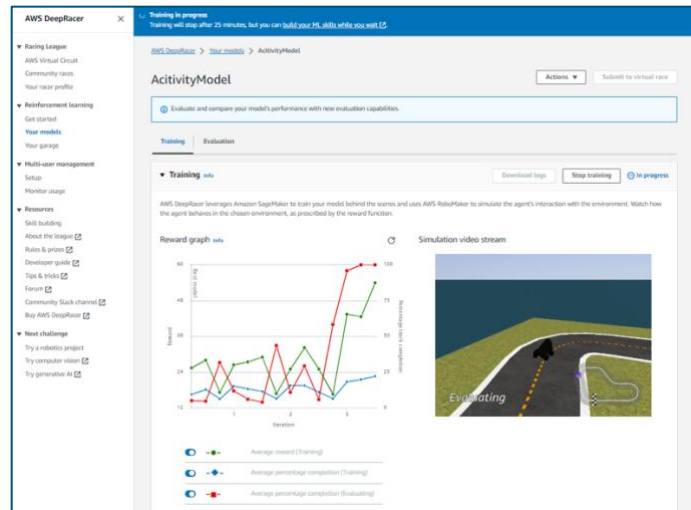 AWS DeepRacer
Racing League
AWS Virtual Circuit
Community races
Your racer profile
Reinforcement learning
Get started
Your models
Your garage
Multi-user management
Setup
Monitor usage
Resources
Skill building
About the league
Rules & prizes
Developer guide
Tips & tricks
Forum
Community Slack channel
Buy AWS DeepRacer
Next challenge
Try a robotics project
Try computer vision
Try generative AI
Training in progress
Training will stop after 25 minutes, but you can build your ML skills while you wait
AWS DeepRacer > Your models > AcitivityModel
AcitivityModel
Actions
Submit to virtual race
Evaluate and compare your model's performance with new evaluation capabilities.
Training
Evaluation
Training Info
Download logs
Stop training
In progress
AWS DeepRacer leverages Amazon SageMaker to train your model behind the scenes and uses AWS RoboMaker to simulate the agent's interaction with the environment. Watch how
the agent behaves in the chosen environment, as prescribed by the reward function.
Reward graph Info
Simulation video stream
60
48
36
24
12
Reward
Best model
100
75
50
25
0
Percentage track completion
1
2
3
Iteration
Evaluating
Average reward (Training)
Average percentage completion (Training)
Average percentage completion (Evaluating)